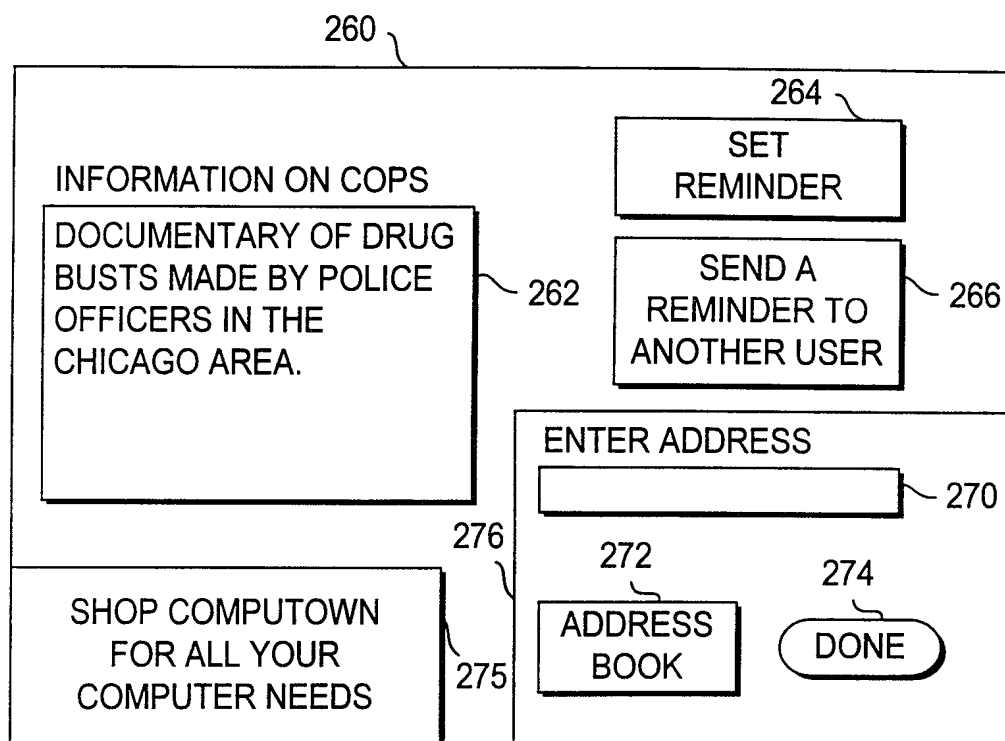 260
264
SET
REMINDER
INFORMATION ON COPS
DOCUMENTARY OF DRUG
BUSTS MADE BY POLICE
OFFICERS IN THE
CHICAGO AREA.
262
SEND A
REMINDER TO
ANOTHER USER
266
ENTER ADDRESS
270
276
272
274
ADDRESS
BOOK
DONE
SHOP COMPUTOWN
FOR ALL YOUR
COMPUTER NEEDS
275